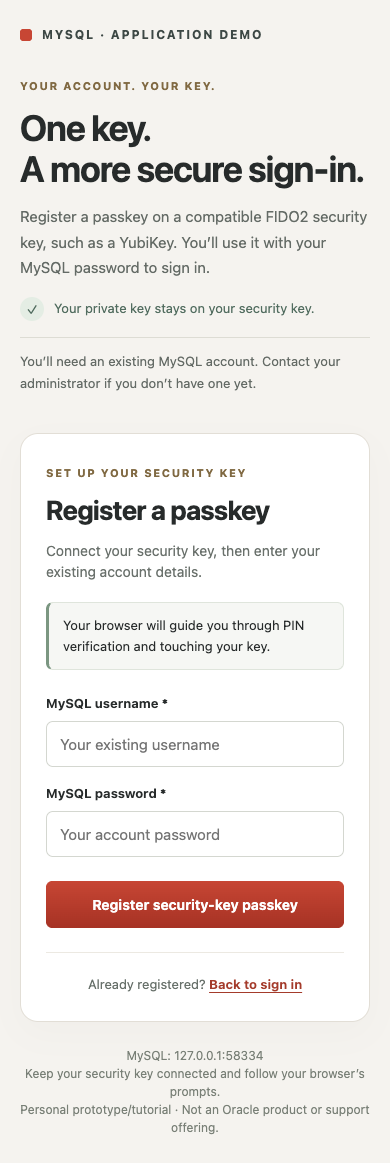 MYSQL · APPLICATION DEMO
YOUR ACCOUNT. YOUR KEY.
One key.
A more secure sign-in.
Register a passkey on a compatible FIDO2 security
key, such as a YubiKey. You’ll use it with your
MySQL password to sign in.
Your private key stays on your security key.
You’ll need an existing MySQL account. Contact your
administrator if you don’t have one yet.
SET UP YOUR SECURITY KEY
Register a passkey
Connect your security key, then enter your
existing account details.
Your browser will guide you through PIN
verification and touching your key.
MySQL username *
Your existing username
MySQL password *
Your account password
Register security-key passkey
Already registered? Back to sign in
MySQL: 127.0.0.1:58334
Keep your security key connected and follow your browser’s
prompts.
Personal prototype/tutorial · Not an Oracle product or support
offering.